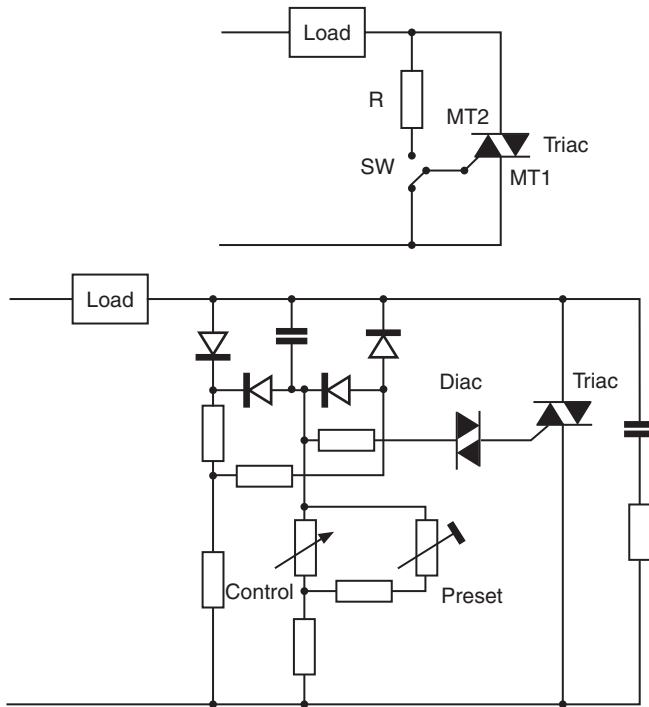 Load
R
MT2
Triac
SW
MT1
Load
Diac
Triac
Control
Preset